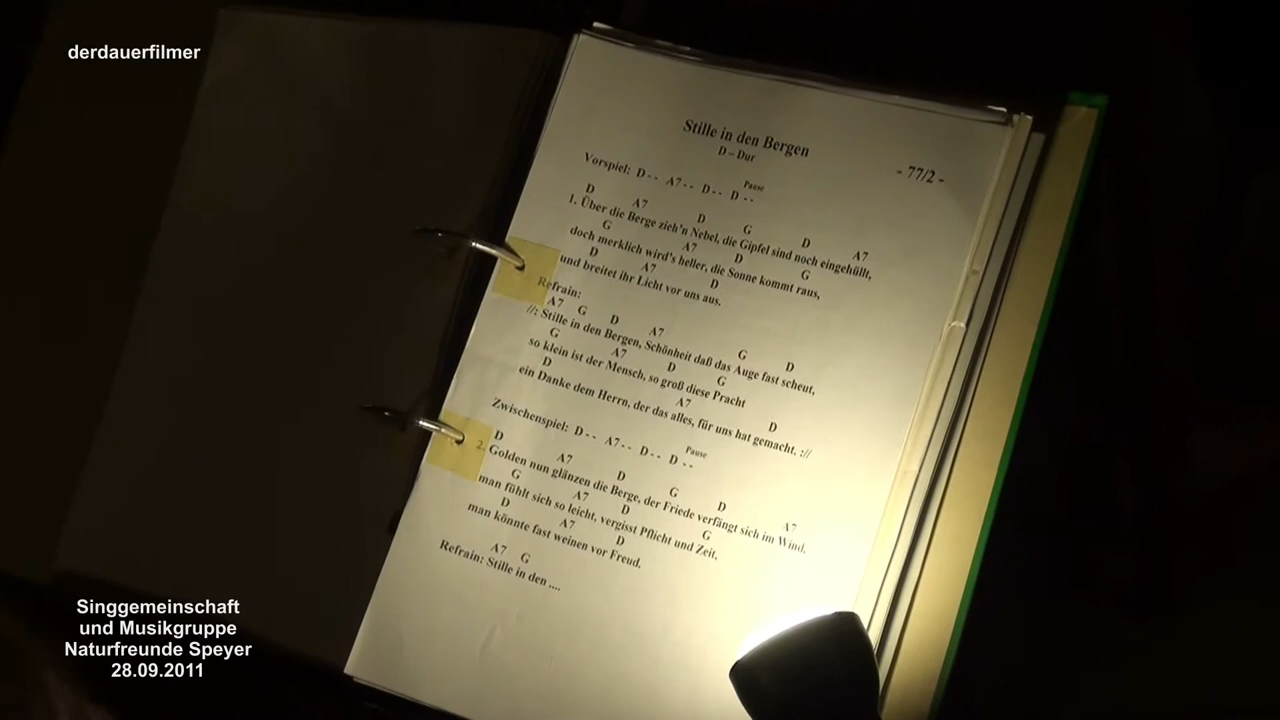 derdauerfilmer
Stille in den Bergen
D – Dur
- 77/2 -
Vorspiel: D - - A7 - - D - - D - -
Pause
D A7 D G D A7
1. Über die Berge zieh'n Nebel, die Gipfel sind noch eingehüllt,
G A7 D G
doch merklich wird's heller, die Sonne kommt raus,
D A7 D
und breitet ihr Licht vor uns aus.
Refrain:
A7 G D A7 G D
//: Stille in den Bergen, Schönheit daß das Auge fast scheut,
G A7 D G
so klein ist der Mensch, so groß diese Pracht
D A7 D
ein Danke dem Herrn, der das alles, für uns hat gemacht. ://
Zwischenspiel: D - - A7 - - D - - D - -
Pause
D A7 D G D A7
2. Golden nun glänzen die Berge, der Friede verfängt sich im Wind.
G A7 D G
man fühlt sich so leicht, vergisst Pflicht und Zeit,
D A7 D
man könnte fast weinen vor Freud.
A7 G
Refrain: Stille in den ....
Singgemeinschaft
und Musikgruppe
Naturfreunde Speyer
28.09.2011